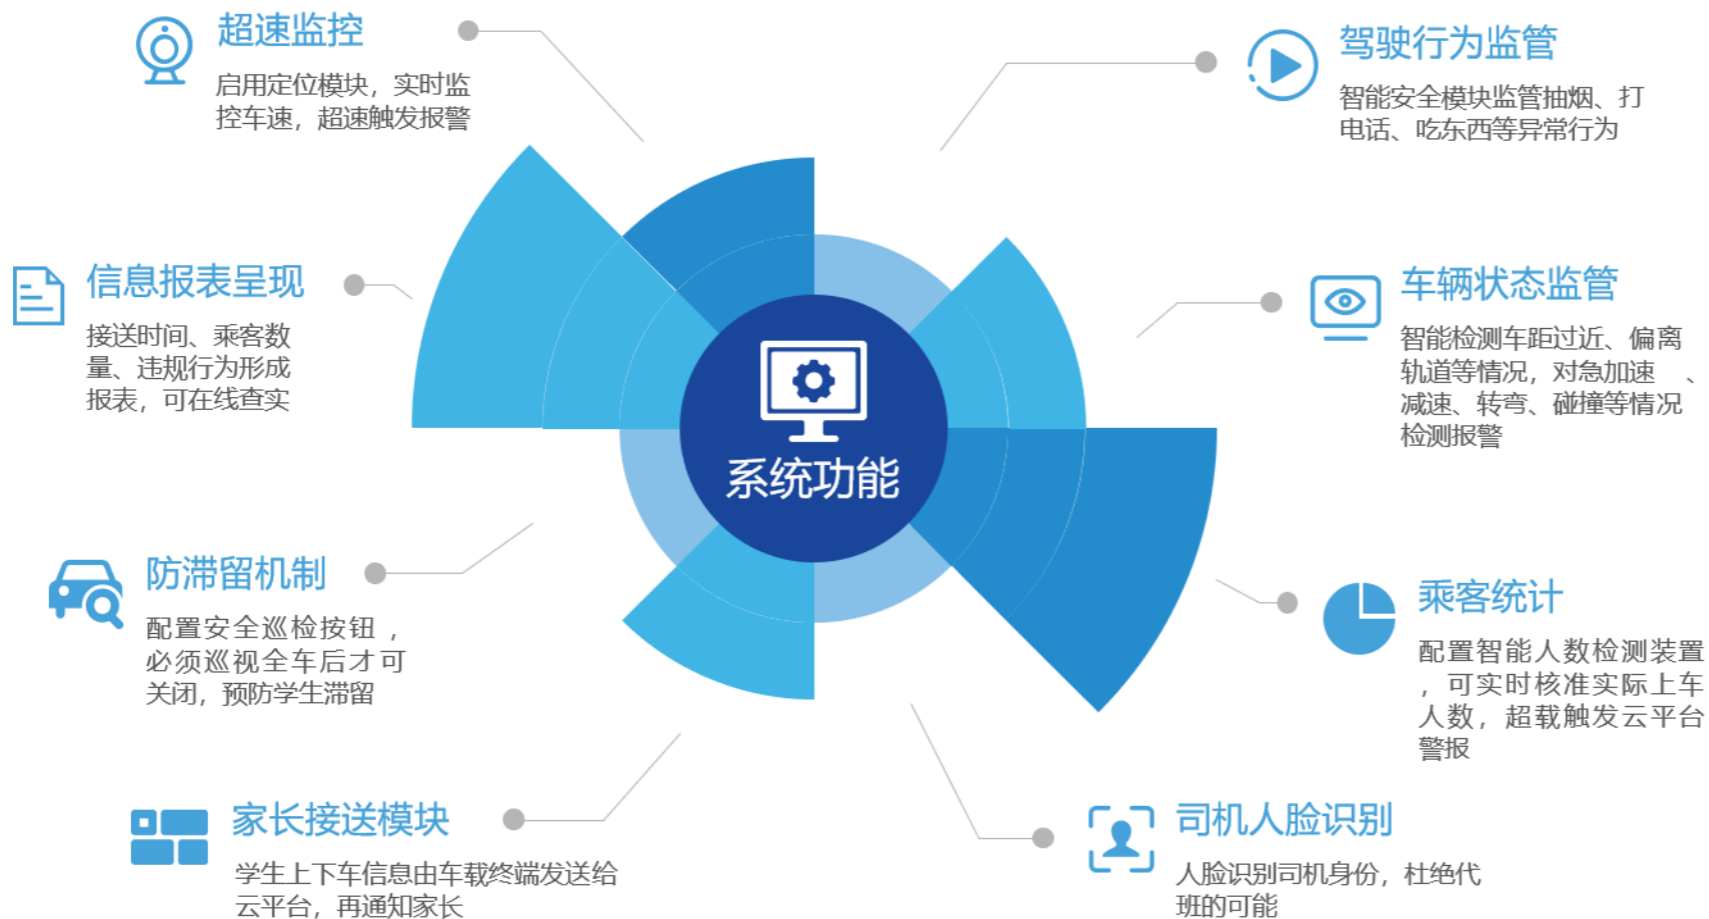 超速监控
启用定位模块，实时监
控车速，超速触发报警
驾驶行为监管
智能安全模块监管抽烟、打
电话、吃东西等异常行为
信息报表呈现
接送时间、乘客数
量、违规行为形成
报表，可在线查实
车辆状态监管
智能检测车距过近、偏离
轨道等情况，对急加速 、
减速、转弯、碰撞等情况
检测报警
系统功能
防滞留机制
配置安全巡检按钮，
必须巡视全车后才可
关闭，预防学生滞留
乘客统计
配置智能人数检测装置
，可实时核准实际上车
人数，超载触发云平台
警报
家长接送模块
学生上下车信息由车载终端发送给
云平台，再通知家长
司机人脸识别
人脸识别司机身份，杜绝代
班的可能